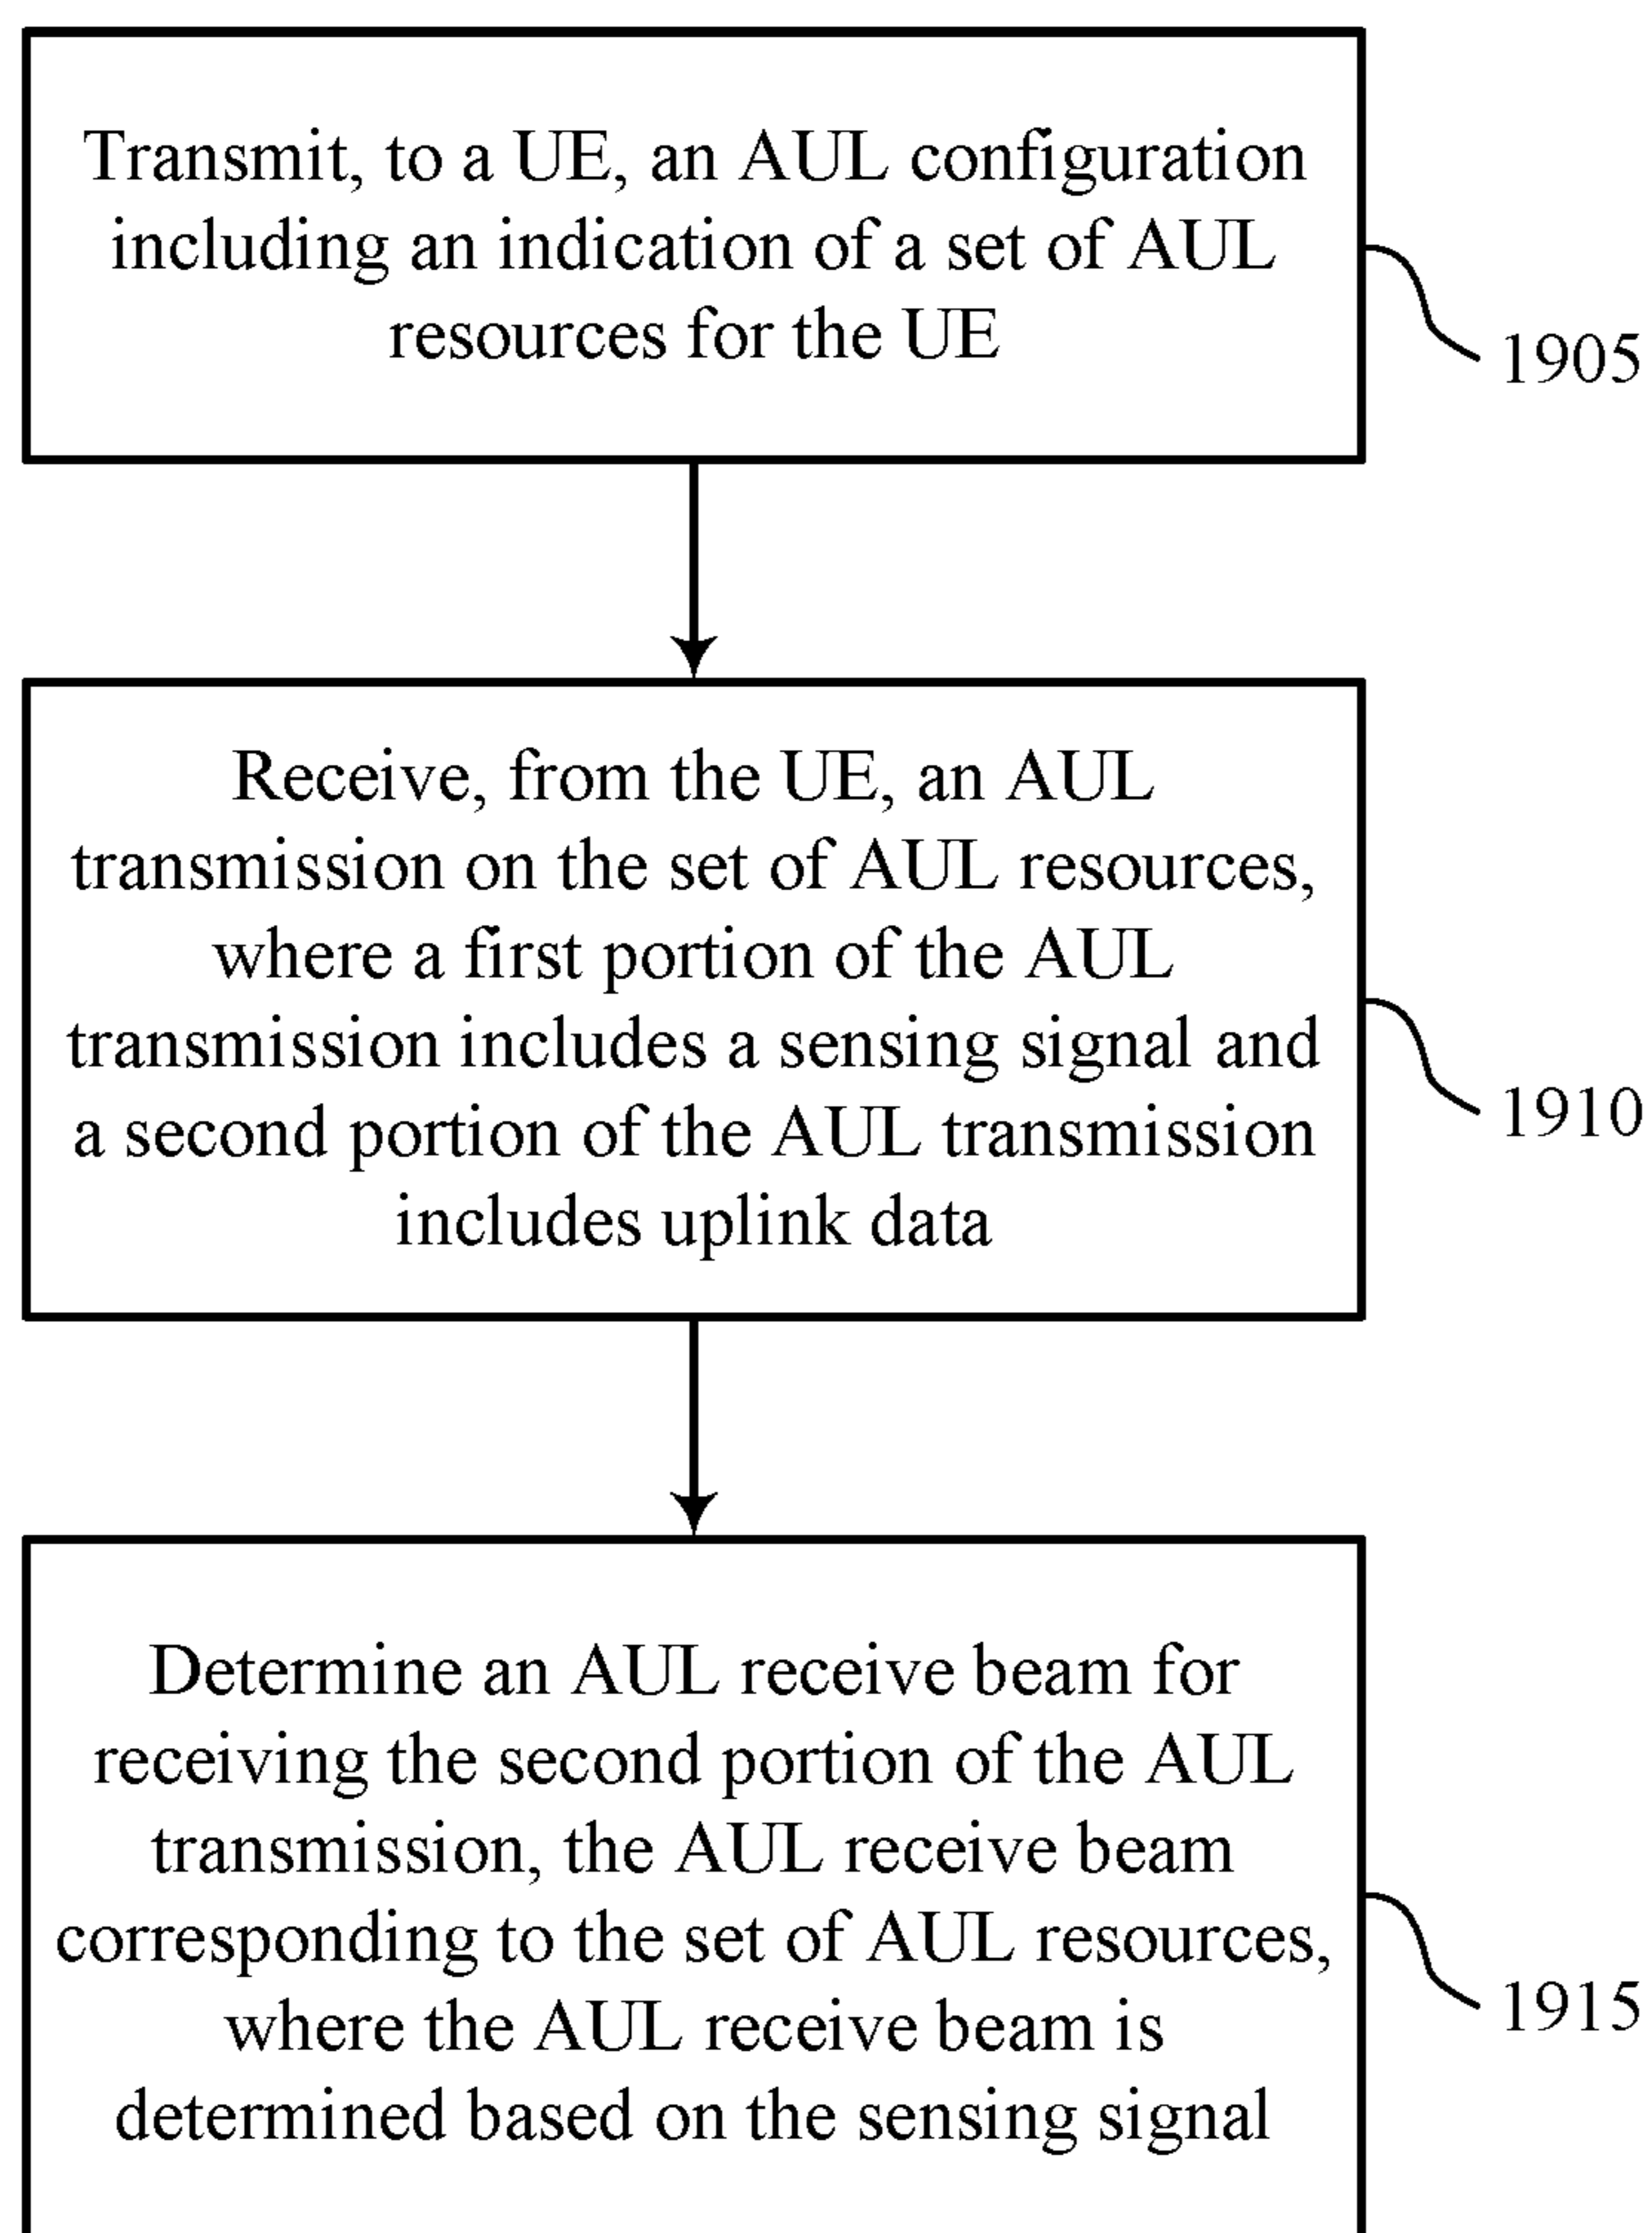 Transmit, to a UE, an AUL configuration
including an indication of a set of AUL
resources for the UE
1905
Receive, from the UE, an AUL
transmission on the set of AUL resources,
where a first portion of the AUL
transmission includes a sensing signal and
a second portion of the AUL transmission
includes uplink data
1910
Determine an AUL receive beam for
receiving the second portion of the AUL
transmission, the AUL receive beam
corresponding to the set of AUL resources,
where the AUL receive beam is
determined based on the sensing signal
1915